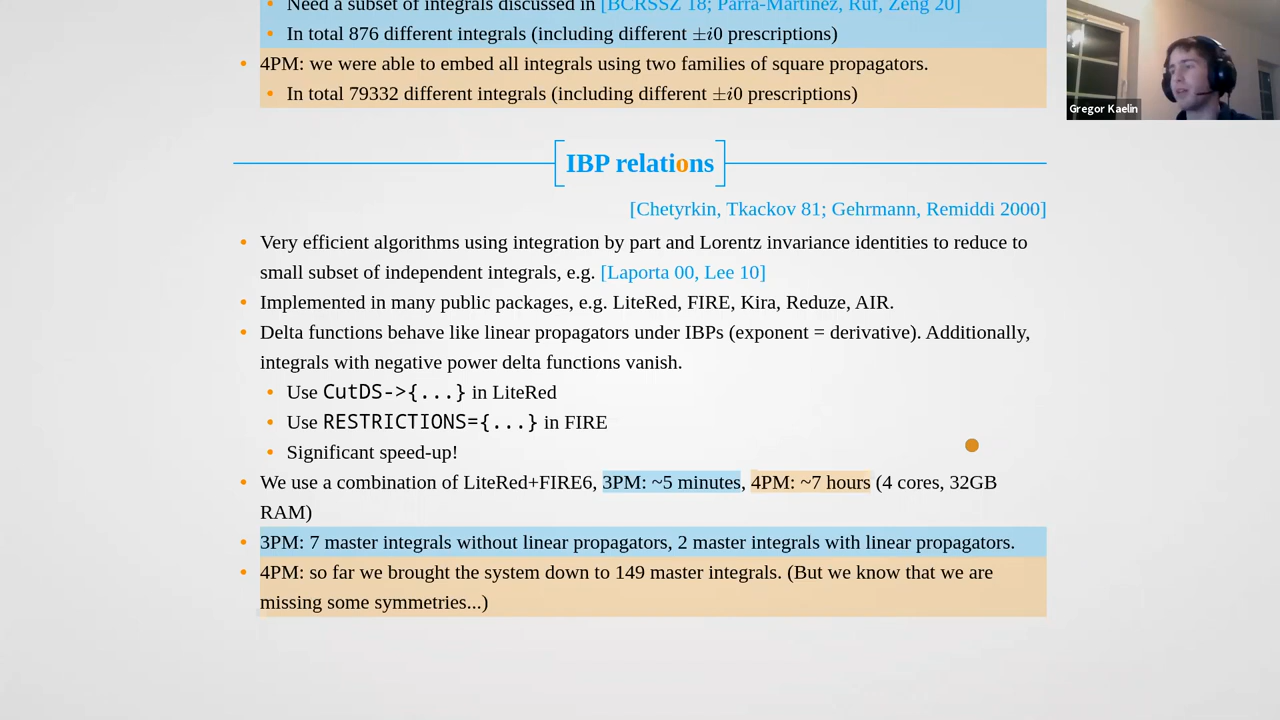 Need a subset of integrals discussed in [BCRSSZ 18; Parra-Martinez, Ruf, Zeng 20]
In total 876 different integrals (including different ±i0 prescriptions)
4PM: we were able to embed all integrals using two families of square propagators.
In total 79332 different integrals (including different ±i0 prescriptions)
Gregor Kaelin
IBP relations
[Chetyrkin, Tkackov 81; Gehrmann, Remiddi 2000]
Very efficient algorithms using integration by part and Lorentz invariance identities to reduce to
small subset of independent integrals, e.g. [Laporta 00, Lee 10]
Implemented in many public packages, e.g. LiteRed, FIRE, Kira, Reduze, AIR.
Delta functions behave like linear propagators under IBPs (exponent = derivative). Additionally,
integrals with negative power delta functions vanish.
Use CutDS->{...} in LiteRed
Use RESTRICTIONS={...} in FIRE
Significant speed-up!
We use a combination of LiteRed+FIRE6, 3PM: ~5 minutes, 4PM: ~7 hours (4 cores, 32GB
RAM)
3PM: 7 master integrals without linear propagators, 2 master integrals with linear propagators.
4PM: so far we brought the system down to 149 master integrals. (But we know that we are
missing some symmetries...)